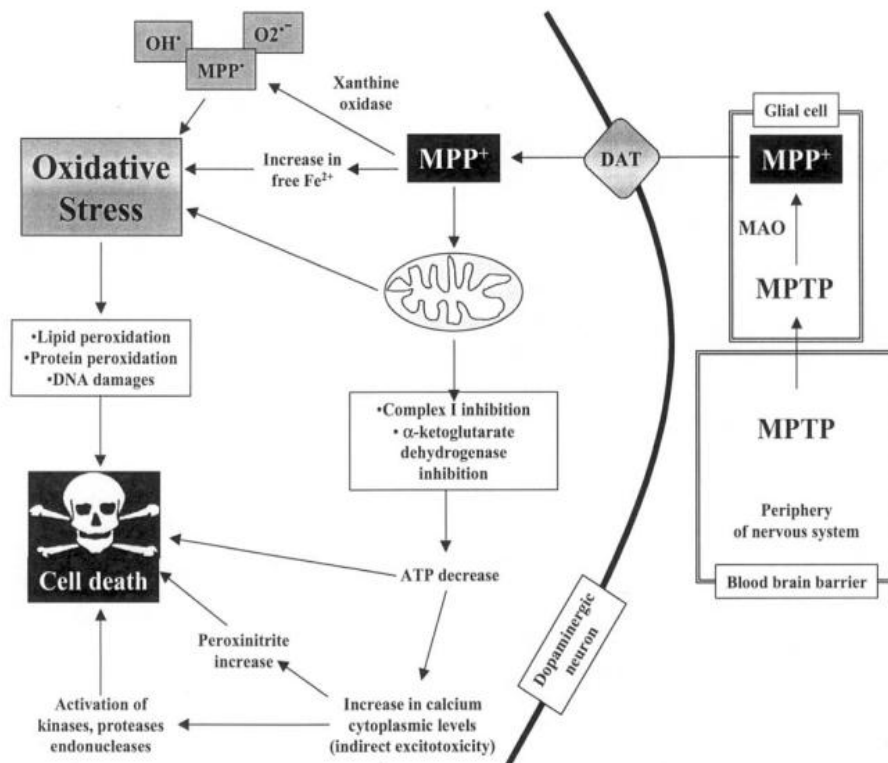 OH•
O2•−
MPP•
Xanthine
oxidase
Glial cell
Oxidative
Stress
Increase in
free Fe²⁺
MPP⁺
DAT
MPP⁺
MAO
MPTP
•Lipid peroxidation
•Protein peroxidation
•DNA damages
•Complex I inhibition
• α-ketoglutarate
dehydrogenase
inhibition
MPTP
Periphery
of nervous system
Blood brain barrier
Cell death
ATP decrease
Dopaminergic
neuron
Peroxinitrite
increase
Activation of
kinases, proteases
endonucleases
Increase in calcium
cytoplasmic levels
(indirect excitotoxicity)